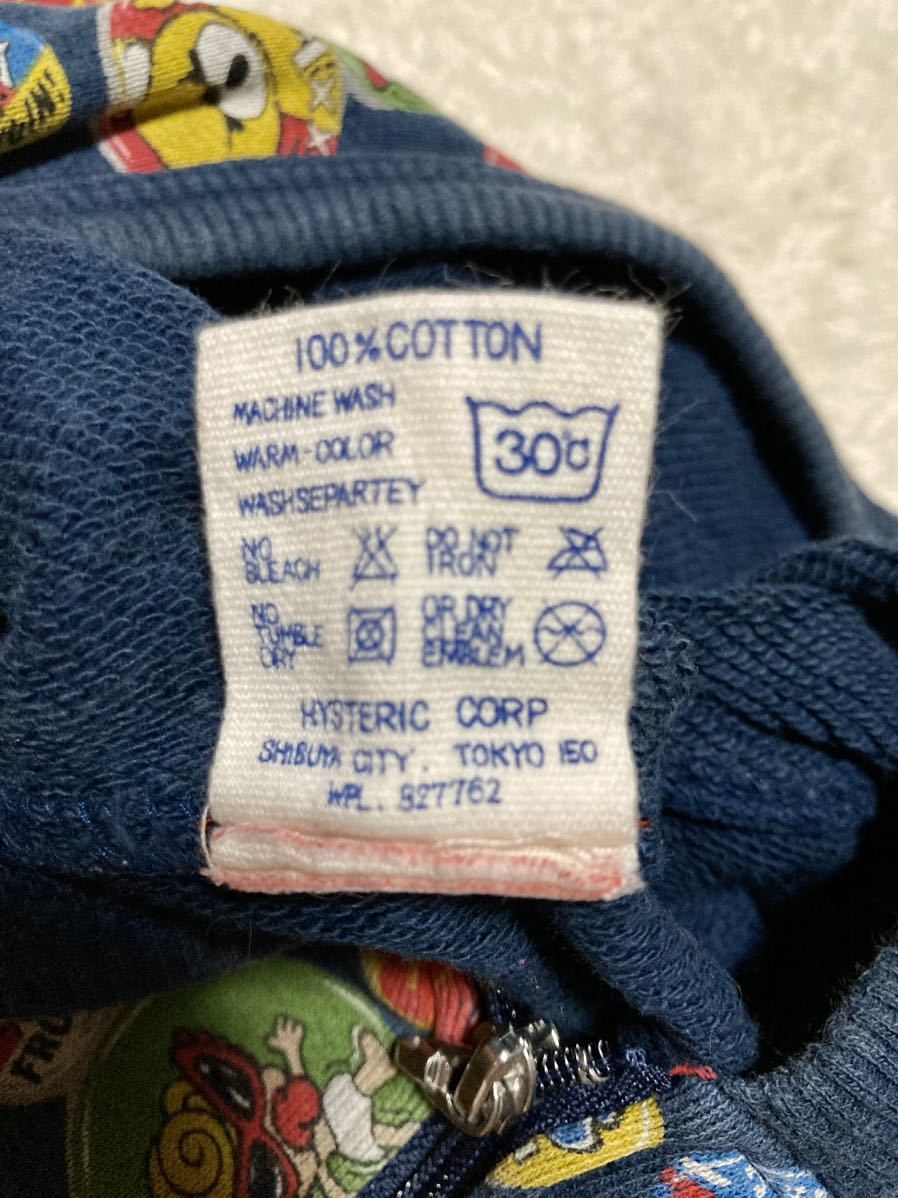 100% COTTON
MACHINE WASH
WARM-COLOR
WASHSEPARTEY
30°C
NO BLEACH
DO NOT IRON
NO TUMBLE DRY
OR DRY CLEAN EMBLEM
HYSTERIC CORP
SHIBUYA CITY. TOKYO 150
WPL. 927762